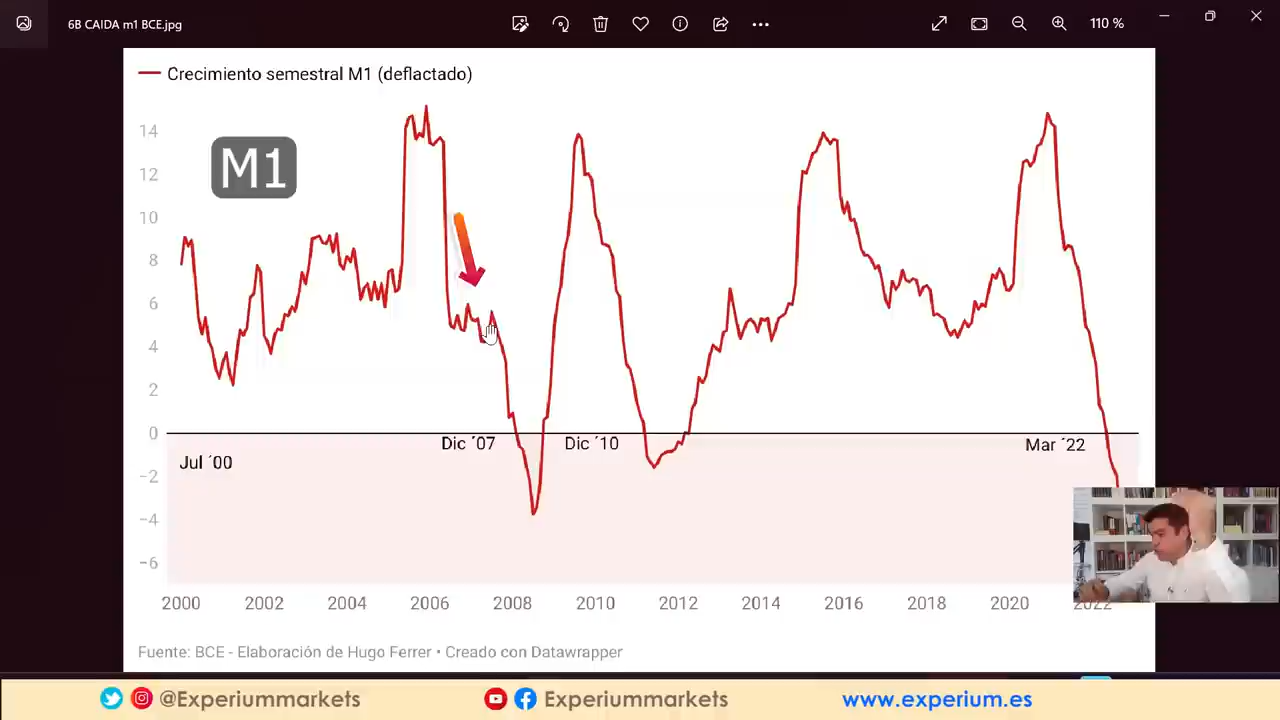 6B CAIDA m1 BCE.jpg
110 %
Crecimiento semestral M1 (deflactado)
14
M1
12
10
8
6
4
2
0
Dic ´07
Dic ´10
Mar ´22
Jul ´00
−2
−4
−6
2000
2002
2004
2006
2008
2010
2012
2014
2016
2018
2020
2022
Fuente: BCE - Elaboración de Hugo Ferrer • Creado con Datawrapper
@Experiummarkets
Experiummarkets
www.experium.es